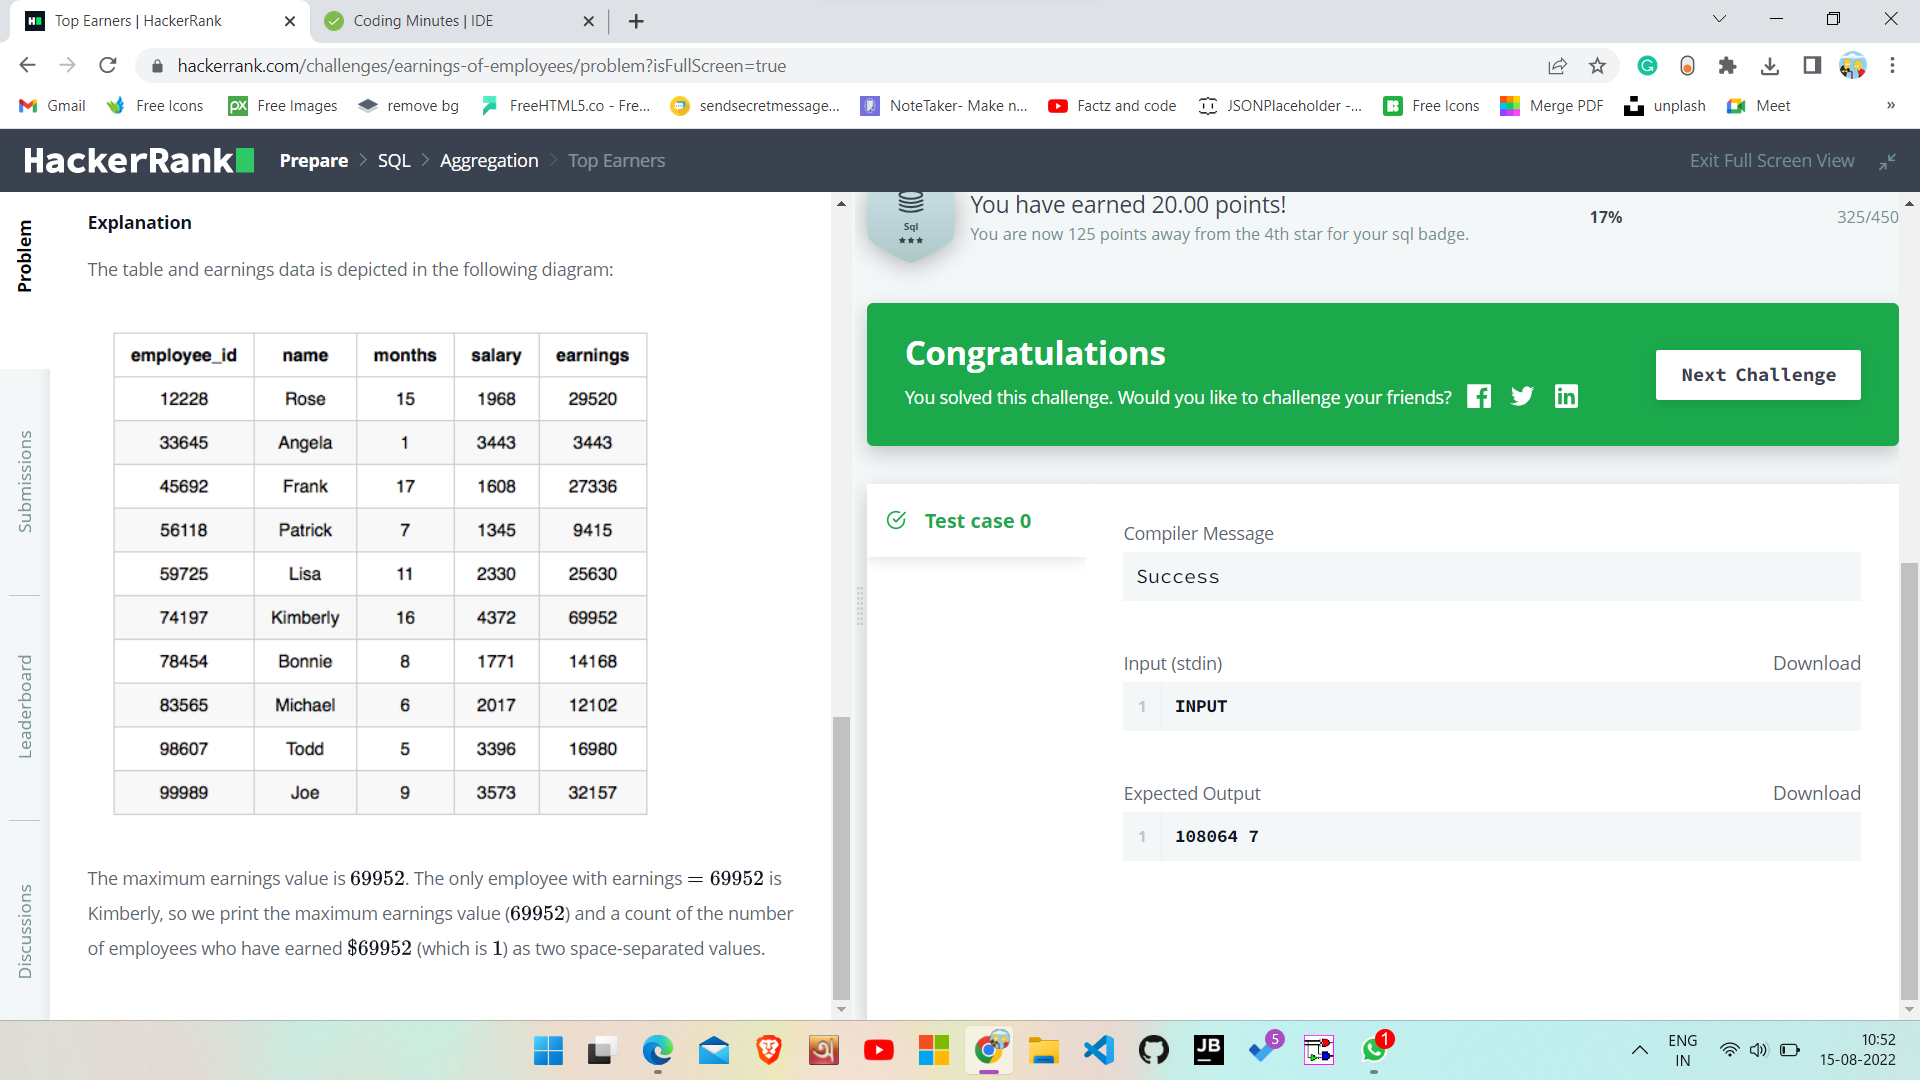 Top Earners | HackerRank
Coding Minutes | IDE
hackerrank.com/challenges/earnings-of-employees/problem?isFullScreen=true
Gmail Free Icons Free Images remove bg FreeHTML5.co - Fre... sendsecretmessage... NoteTaker- Make n... Factz and code JSONPlaceholder -... Free Icons Merge PDF unplash Meet »
HackerRank Prepare > SQL > Aggregation > Top Earners Exit Full Screen View
Problem
Submissions
Leaderboard
Discussions
Explanation
The table and earnings data is depicted in the following diagram:
employee_id name months salary earnings
12228 Rose 15 1968 29520
33645 Angela 1 3443 3443
45692 Frank 17 1608 27336
56118 Patrick 7 1345 9415
59725 Lisa 11 2330 25630
74197 Kimberly 16 4372 69952
78454 Bonnie 8 1771 14168
83565 Michael 6 2017 12102
98607 Todd 5 3396 16980
99989 Joe 9 3573 32157
The maximum earnings value is 69952. The only employee with earnings = 69952 is
Kimberly, so we print the maximum earnings value (69952) and a count of the number
of employees who have earned $69952 (which is 1) as two space-separated values.
Sql
You have earned 20.00 points!
You are now 125 points away from the 4th star for your sql badge.
17%
325/450
Congratulations
You solved this challenge. Would you like to challenge your friends?
Next Challenge
Test case 0
Compiler Message
Success
Input (stdin) Download
1 INPUT
Expected Output Download
1 108064 7
JB
5
1
ENG
IN
10:52
15-08-2022